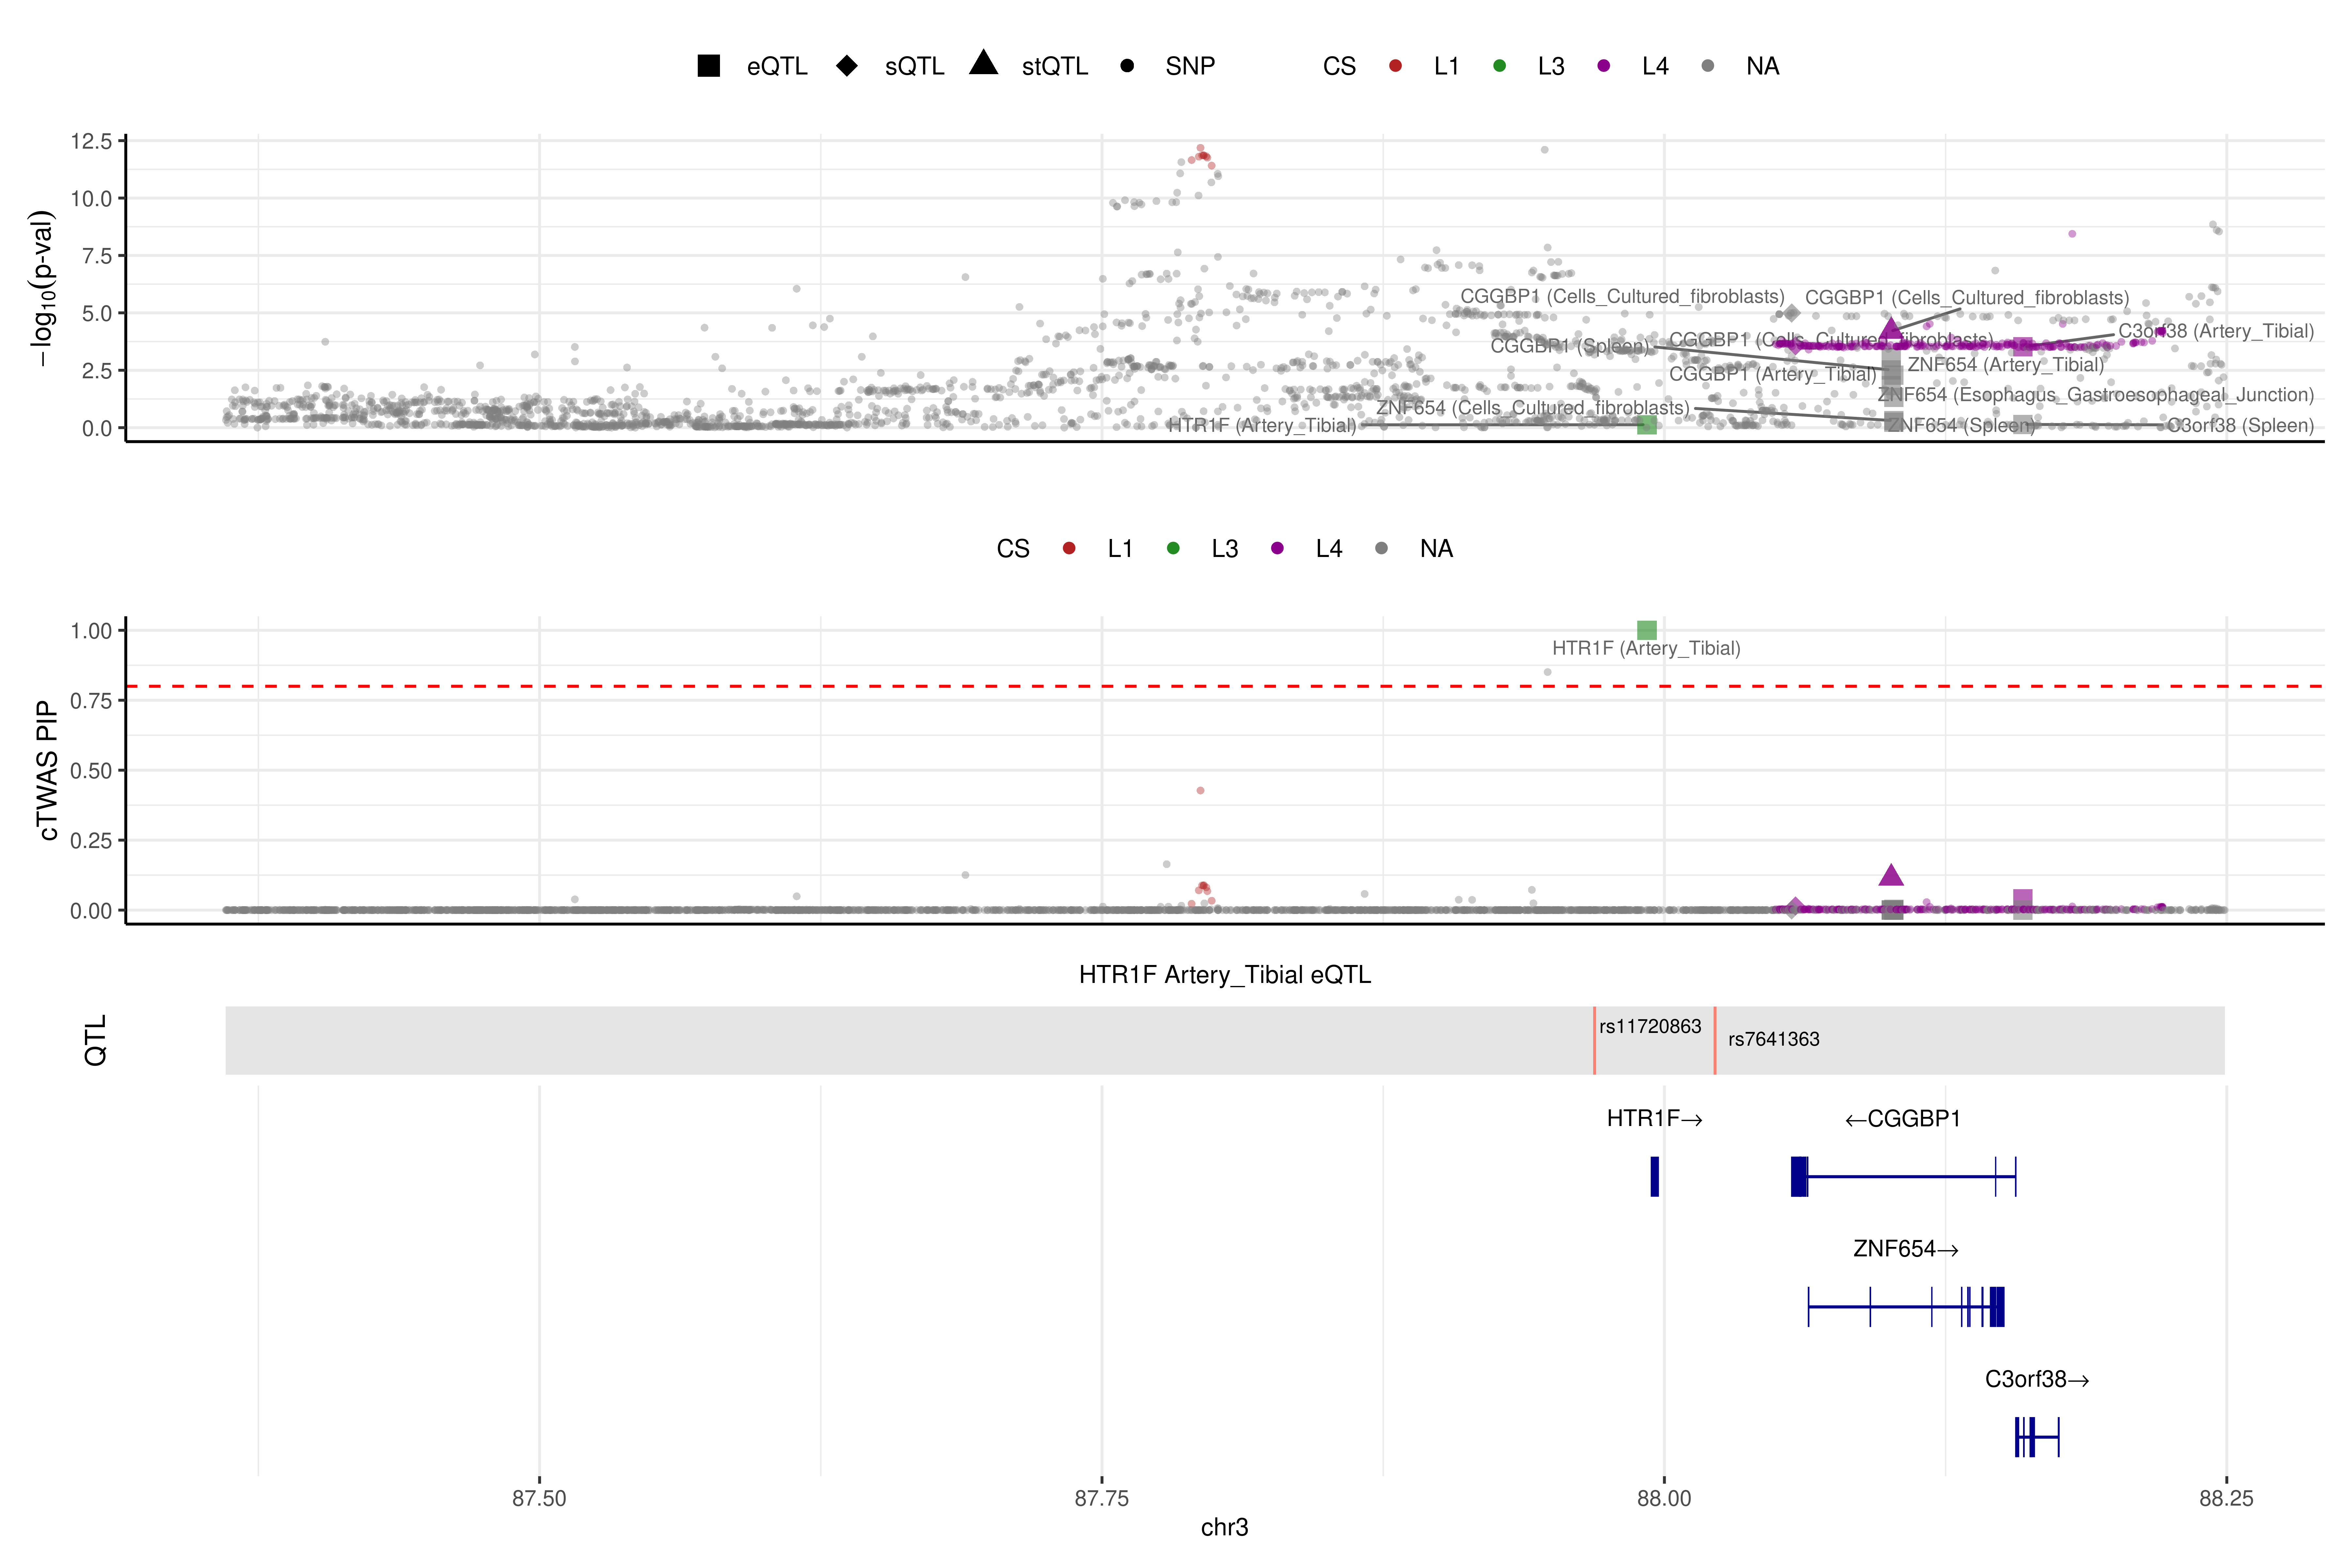 eQTL sQTL stQTL SNP CS L1 L3 L4 NA
−log10(p-val)
12.5
10.0
7.5
5.0
2.5
0.0
CGGBP1 (Cells_Cultured_fibroblasts)
CGGBP1 (Cells_Cultured_fibroblasts)
CGGBP1 (Cells_Cultured_fibroblasts)
C3orf38 (Artery_Tibial)
CGGBP1 (Spleen)
ZNF654 (Artery_Tibial)
CGGBP1 (Artery_Tibial)
ZNF654 (Esophagus_Gastroesophageal_Junction)
ZNF654 (Cells_Cultured_fibroblasts)
HTR1F (Artery_Tibial)
ZNF654 (Spleen)
C3orf38 (Spleen)
CS L1 L3 L4 NA
cTWAS PIP
1.00
0.75
0.50
0.25
0.00
HTR1F (Artery_Tibial)
HTR1F Artery_Tibial eQTL
QTL
rs11720863
rs7641363
HTR1F→
←CGGBP1
ZNF654→
C3orf38→
87.50 87.75 88.00 88.25
chr3